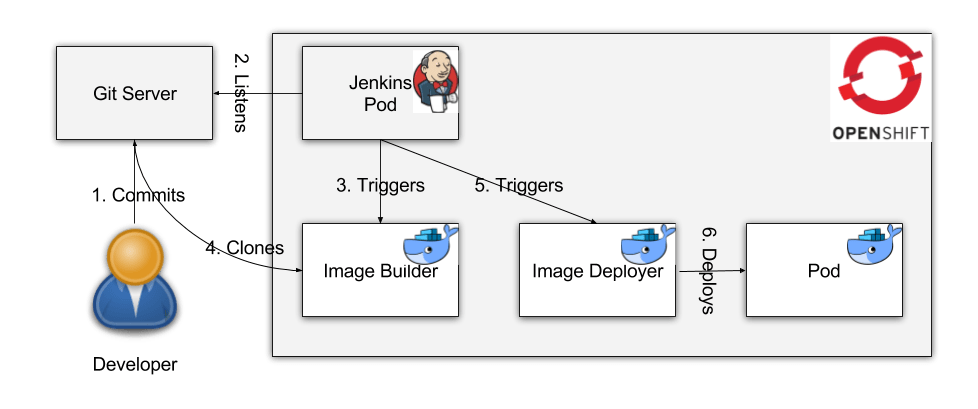 Git Server
2. Listens
Jenkins
Pod
OPENSHIFT
1. Commits
3. Triggers
5. Triggers
4. Clones
Image Builder
Image Deployer
6. Deploys
Pod
Developer